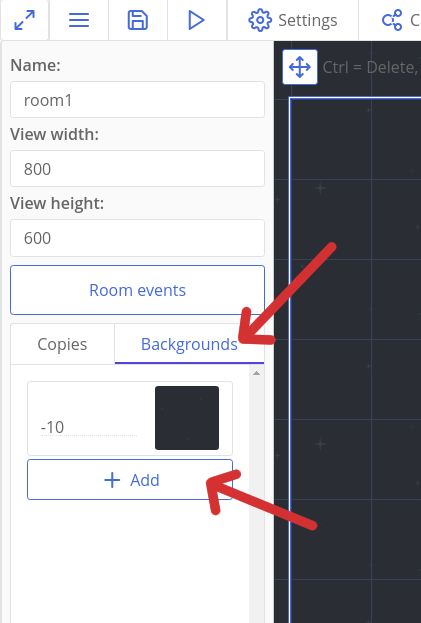 Settings
C
Ctrl = Delete,
Name:
room1
View width:
800
View height:
600
Room events
Copies
Backgrounds
-10
Add